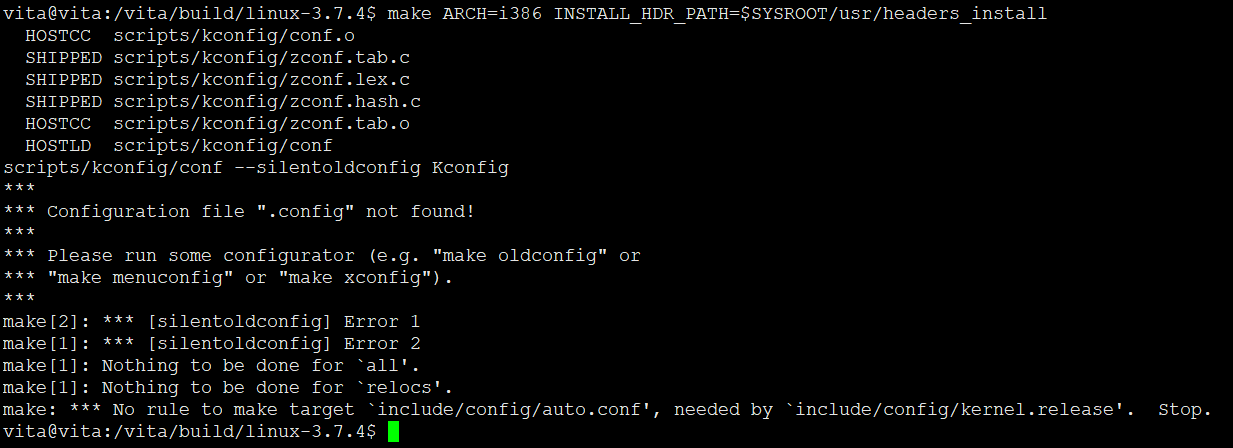 vita@vita:/vita/build/linux-3.7.4$ make ARCH=i386 INSTALL_HDR_PATH=$SYSROOT/usr/headers_install
  HOSTCC  scripts/kconfig/conf.o
  SHIPPED scripts/kconfig/zconf.tab.c
  SHIPPED scripts/kconfig/zconf.lex.c
  SHIPPED scripts/kconfig/zconf.hash.c
  HOSTCC  scripts/kconfig/zconf.tab.o
  HOSTLD  scripts/kconfig/conf
scripts/kconfig/conf --silentoldconfig Kconfig
***
*** Configuration file ".config" not found!
***
*** Please run some configurator (e.g. "make oldconfig" or
*** "make menuconfig" or "make xconfig").
***
make[2]: *** [silentoldconfig] Error 1
make[1]: *** [silentoldconfig] Error 2
make[1]: Nothing to be done for `all'.
make[1]: Nothing to be done for `relocs'.
make: *** No rule to make target `include/config/auto.conf', needed by `include/config/kernel.release'.  Stop.
vita@vita:/vita/build/linux-3.7.4$